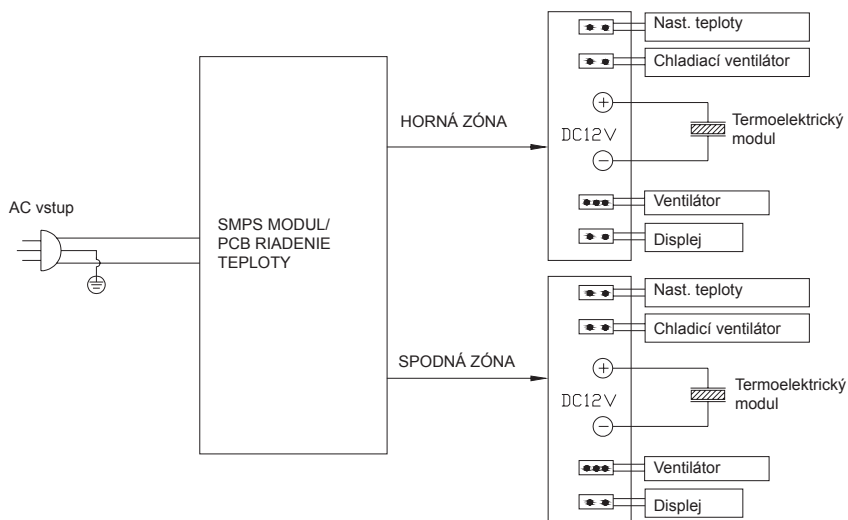 AC vstup
SMPS MODUL/
PCB RIADENIE
TEPLOTY
HORNÁ ZÓNA
Nast. teploty
Chladiací ventilátor
DC12V
Termoelektrický
modul
Ventilátor
Displej
SPODNÁ ZÓNA
Nast. teploty
Chladicí ventilátor
DC12V
Termoelektrický
modul
Ventilátor
Displej